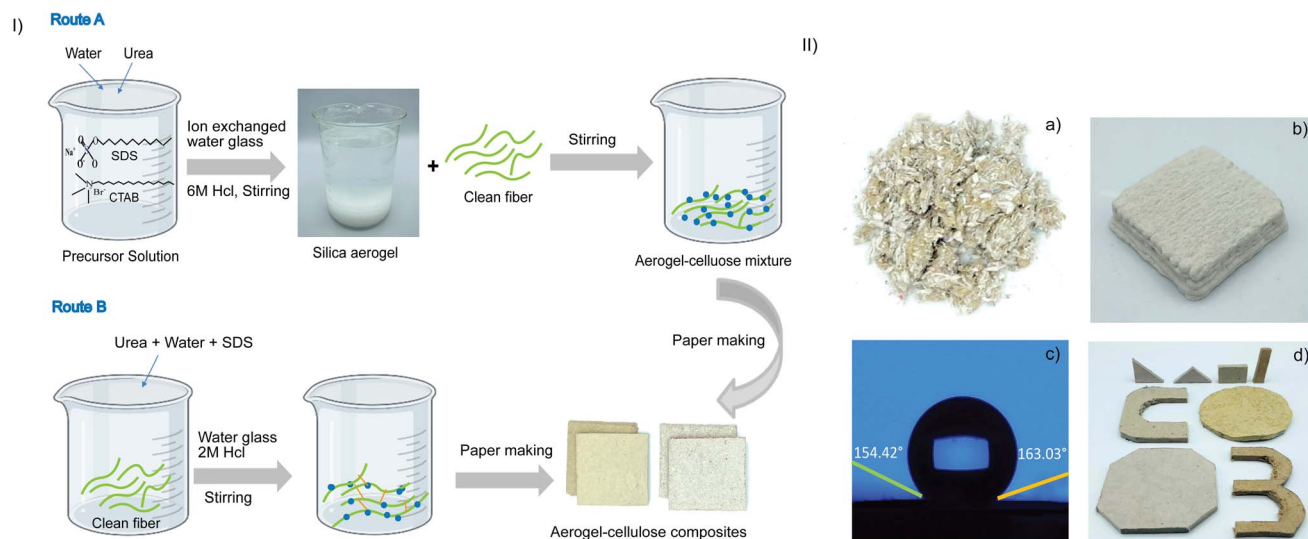 I)
Route A
Water Urea
Na⁺
O
O
S
O
O
SDS
N⁺
Br⁻
CTAB
Precursor Solution
Ion exchanged
water glass
6M Hcl, Stirring
Silica aerogel
+
Clean fiber
Stirring
Aerogel-celluose mixture
Paper making
Route B
Urea + Water + SDS
Clean fiber
Water glass
2M Hcl
Stirring
Paper making
Aerogel-cellulose composites
II)
a)
b)
c)
154.42°
163.03°
d)